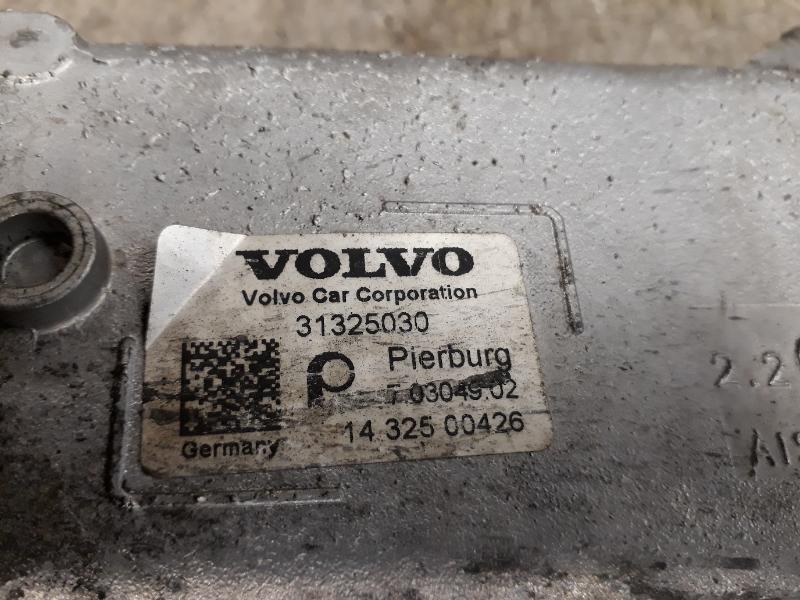 VOLVO
Volvo Car Corporation
31325030
Pierburg
7.03049.02
14 325 00426
Germany
2.2